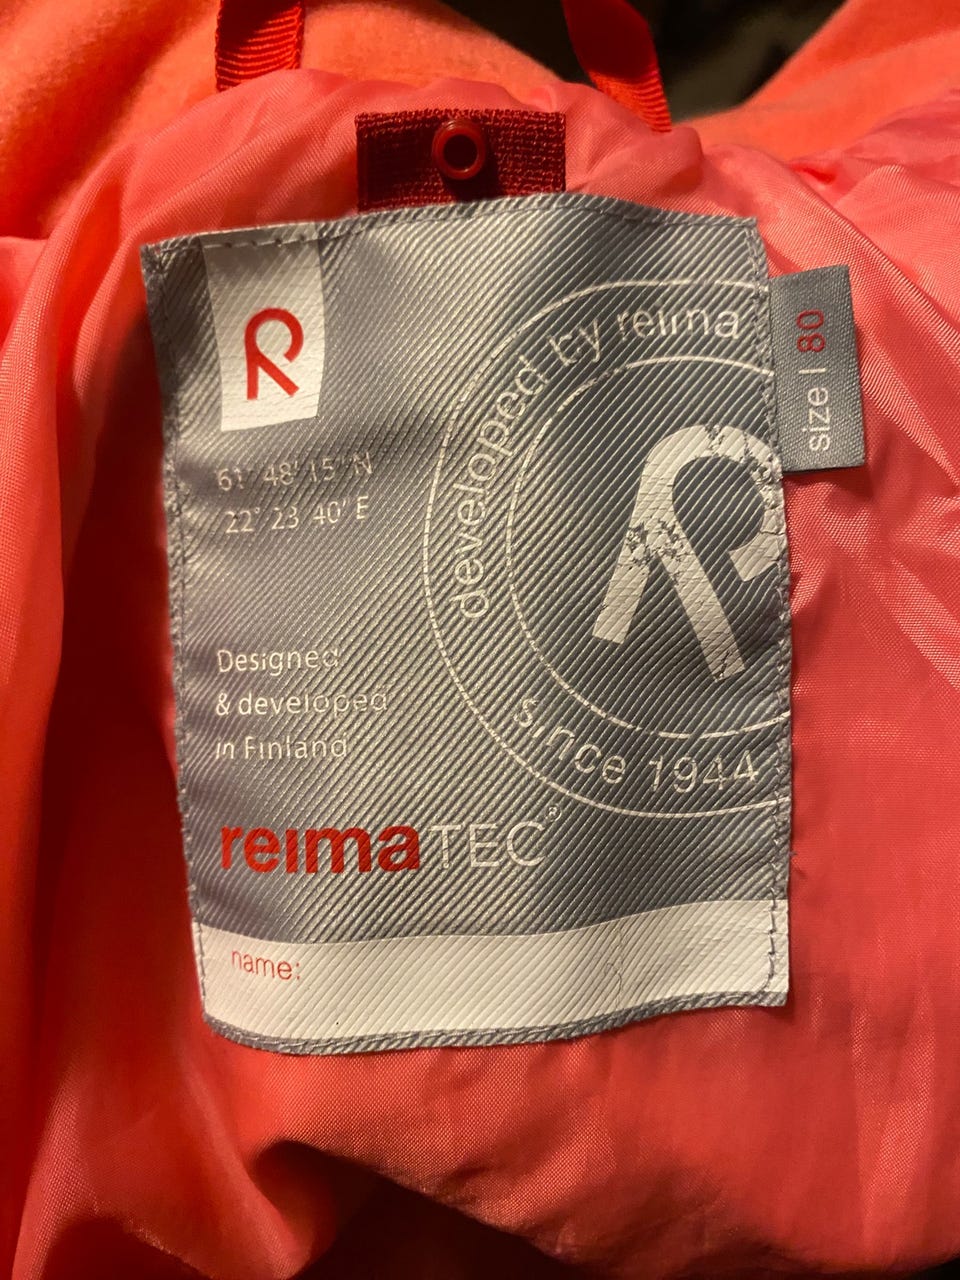 61° 48' 15" N
22° 23' 40" E
developed by reima
since 1944
size | 80
Designed
& developed
in Finland
reimaTEC®
name: